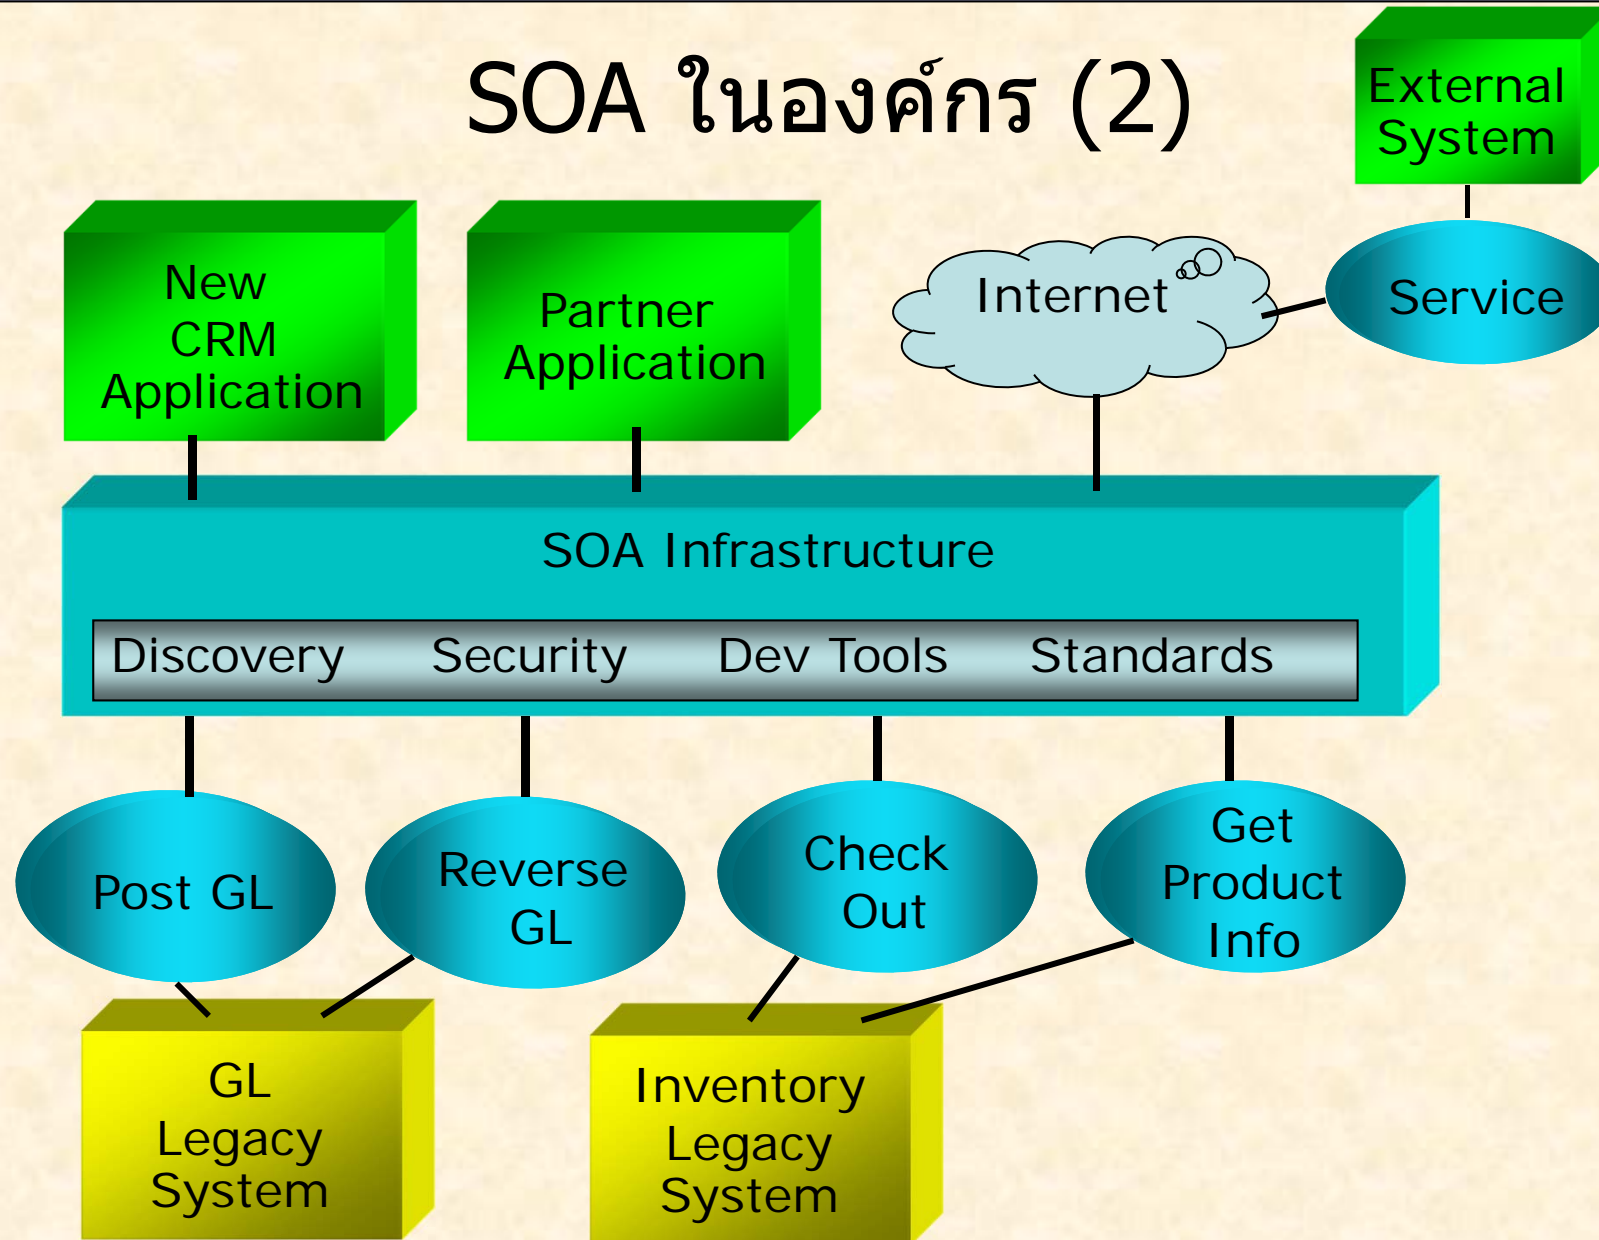 SOA ในองค์กร (2)
External
System
New
CRM
Application
Partner
Application
Internet
Service
SOA Infrastructure
Discovery Security Dev Tools Standards
Post GL
Reverse
GL
Check
Out
Get
Product
Info
GL
Legacy
System
Inventory
Legacy
System